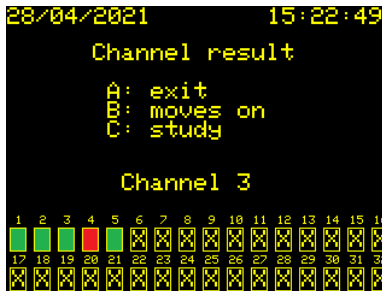 28/04/2021 15:22:49
Channel result
A: exit
B: moves on
C: study
Channel 3
1 2 3 4 5 6 7 8 9 10 11 12 13 14 15
17 18 19 20 21 22 23 24 25 26 27 28 29 30 31